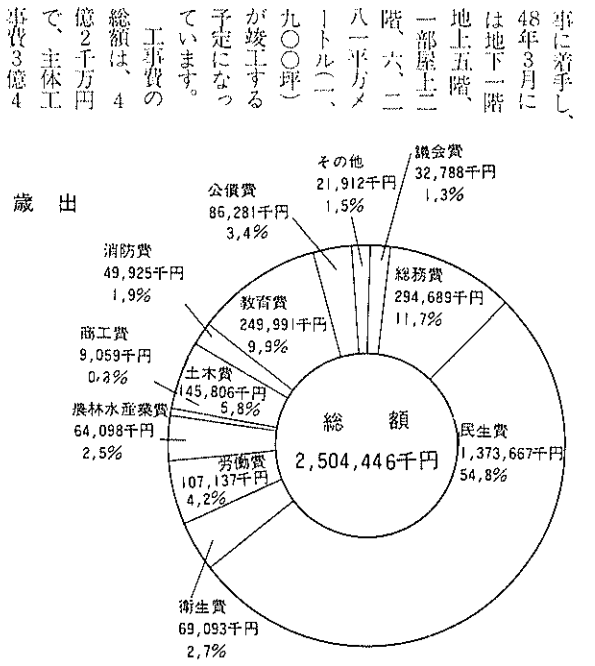 事に着手し、
48年3月に
は地下一階
地上五階、
一部屋上二
階、六、二
八一平方メ
ートル(一、
九〇〇坪)
が竣工する
予定になっ
ています。
工事費の
総額は、4
億2千万円
で、主体工
事費3億4
歳出
議会費
32,788千円
1,3%
総務費
294,689千円
11,7%
民生費
1,373,667千円
54,8%
衛生費
69,093千円
2,7%
労働費
107,137千円
4,2%
農林水産業費
64,098千円
2,5%
商工費
9,059千円
土木費
145,806千円
5,8%
消防費
49,925千円
1,9%
教育費
249,991千円
9,9%
公債費
86,281千円
3,4%
その他
21,912千円
1,5%
総額
2,504,446千円